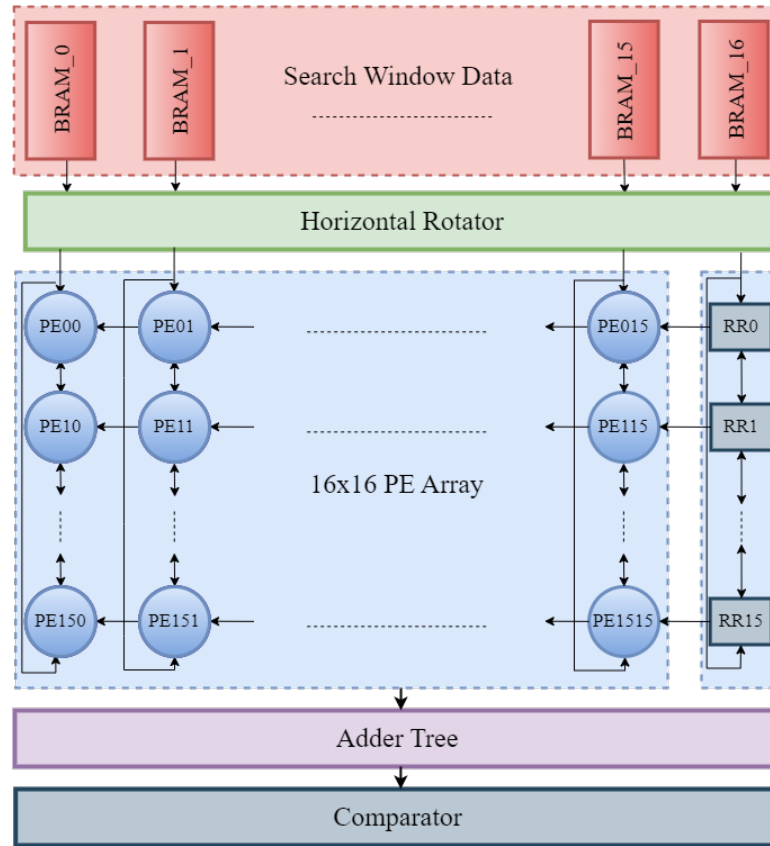 BRAM_0
BRAM_1
Search Window Data
BRAM_15
BRAM_16
Horizontal Rotator
PE00
PE01
PE015
RR0
PE10
PE11
PE115
RR1
16x16 PE Array
PE150
PE151
PE1515
RR15
Adder Tree
Comparator